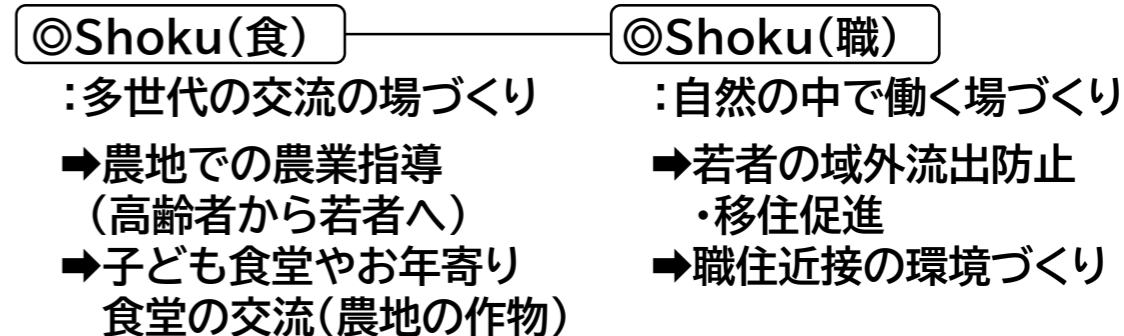 ◎Shoku(食)
:多世代の交流の場づくり
➡農地での農業指導
(高齢者から若者へ)
➡子ども食堂やお年寄り
食堂の交流(農地の作物)
◎Shoku(職)
:自然の中で働く場づくり
➡若者の域外流出防止
・移住促進
➡職住近接の環境づくり